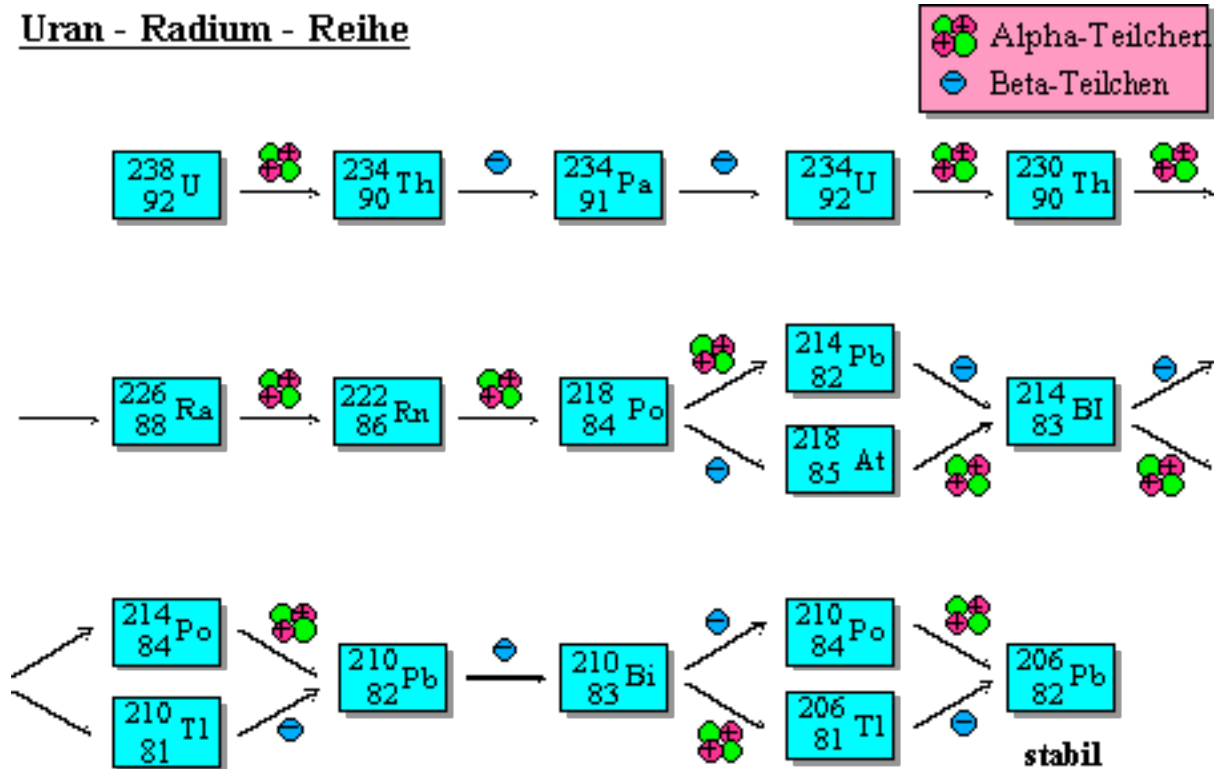 Uran - Radium - Reihe
Alpha-Teilchen
Beta-Teilchen
238 92 U
234 90 Th
234 91 Pa
234 92 U
230 90 Th
226 88 Ra
222 86 Rn
218 84 Po
214 82 Pb
218 85 At
214 83 BI
214 84 Po
210 81 Tl
210 82 Pb
210 83 Bi
210 84 Po
206 81 Tl
206 82 Pb
stabil